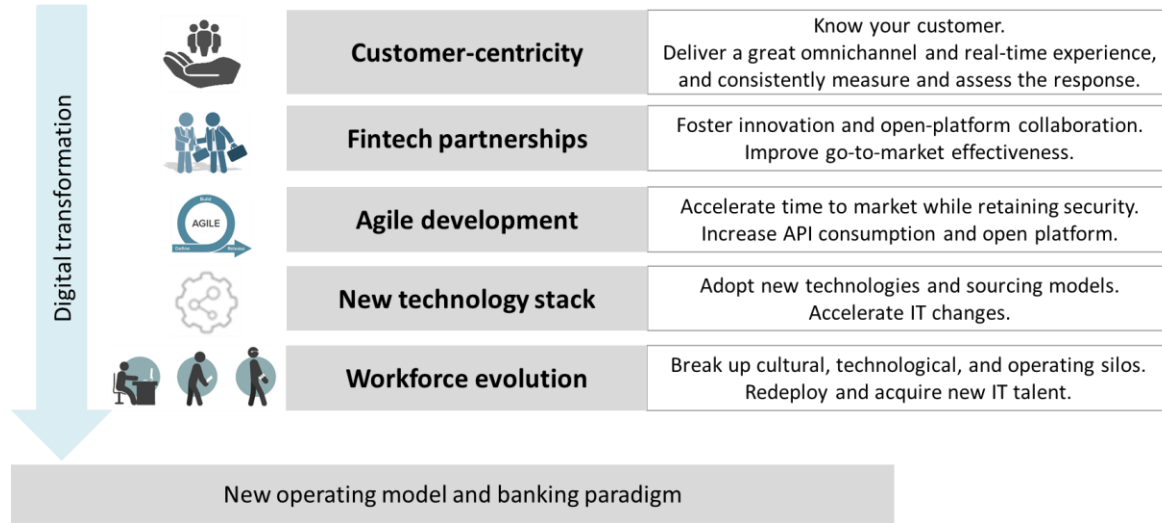 Digital transformation
Customer-centricity
Know your customer.
Deliver a great omnichannel and real-time experience,
and consistently measure and assess the response.
Fintech partnerships
Foster innovation and open-platform collaboration.
Improve go-to-market effectiveness.
Build
AGILE
Define
Release
Agile development
Accelerate time to market while retaining security.
Increase API consumption and open platform.
New technology stack
Adopt new technologies and sourcing models.
Accelerate IT changes.
Workforce evolution
Break up cultural, technological, and operating silos.
Redeploy and acquire new IT talent.
New operating model and banking paradigm